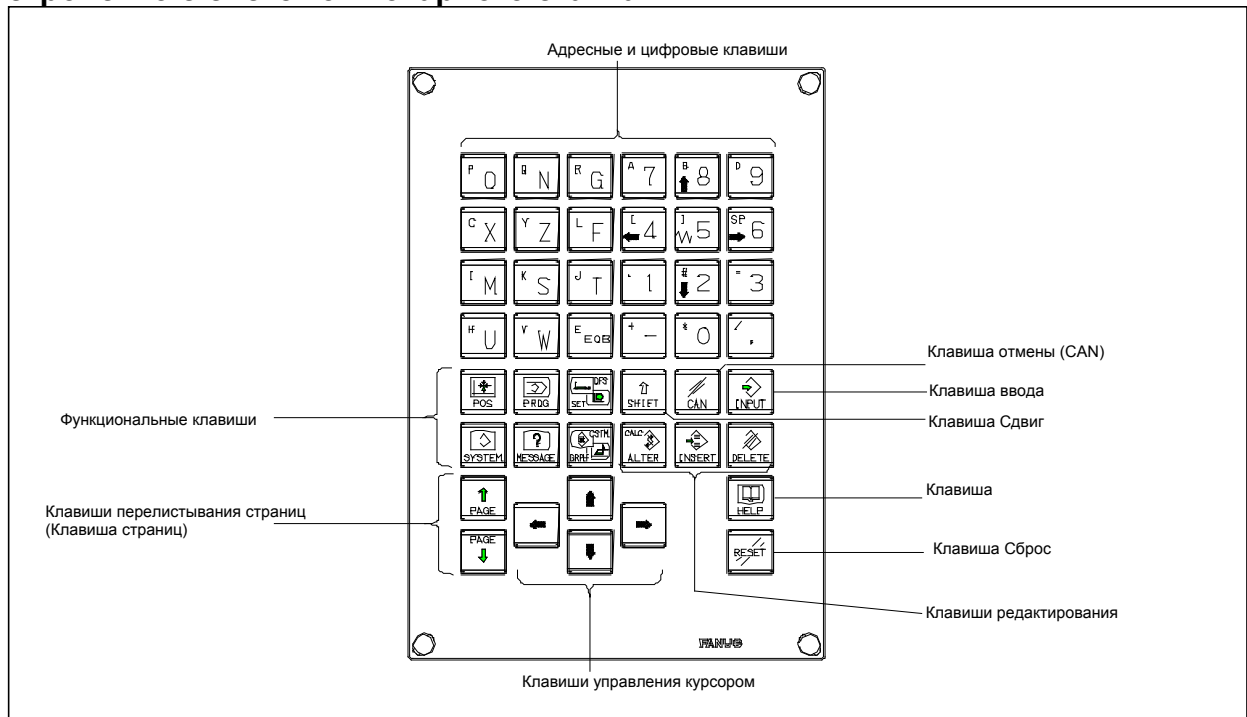 Адресные и цифровые клавиши
P O Q N R G A 7 B 8 D 9
C X Y Z L F [ 4 ] 5 SP 6
I M K S J T 1 # 2 = 3
H U V W E EOB + - * 0 / .
Клавиша отмены (CAN)
POS PROG OFS SET SHIFT CAN INPUT
Клавиша ввода
Клавиша Сдвиг
Функциональные клавиши
SYSTEM MESSAGE CSTM GRPH CALC ALTER INSERT DELETE
Клавиша
PAGE HELP
Клавиши перелистывания страниц
(Клавиша страниц)
PAGE RESET
Клавиша Сброс
Клавиши редактирования
FANUC
Клавиши управления курсором